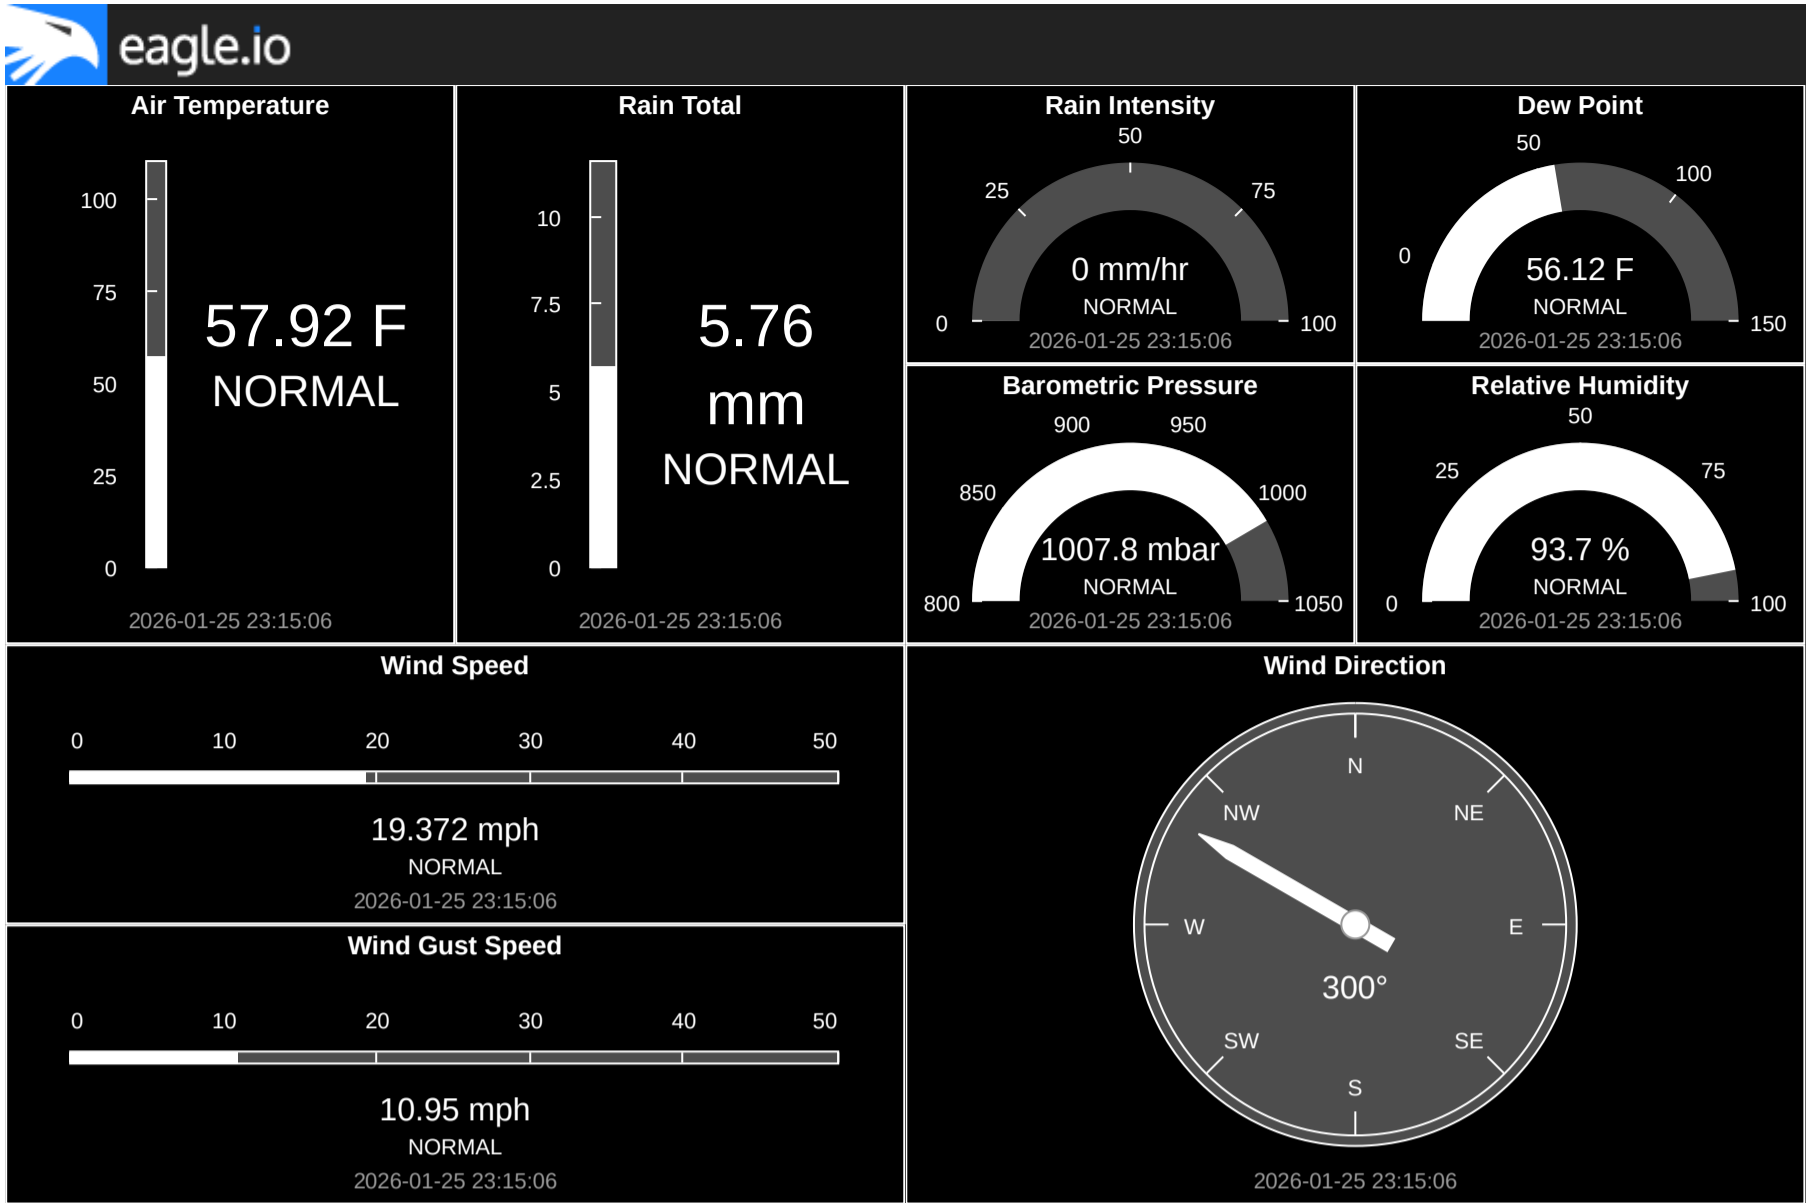 eagle.io
Air Temperature
100
75
50
25
0
57.92 F
NORMAL
2026-01-25 23:15:06
Rain Total
10
7.5
5
2.5
0
5.76
mm
NORMAL
2026-01-25 23:15:06
Rain Intensity
50
25
75
0
100
0 mm/hr
NORMAL
2026-01-25 23:15:06
Dew Point
50
100
0
150
56.12 F
NORMAL
2026-01-25 23:15:06
Barometric Pressure
900
950
850
1000
800
1050
1007.8 mbar
NORMAL
2026-01-25 23:15:06
Relative Humidity
50
25
75
0
100
93.7 %
NORMAL
2026-01-25 23:15:06
Wind Speed
0 10 20 30 40 50
19.372 mph
NORMAL
2026-01-25 23:15:06
Wind Gust Speed
0 10 20 30 40 50
10.95 mph
NORMAL
2026-01-25 23:15:06
Wind Direction
N
NW
NE
W
E
300°
SW
SE
S
2026-01-25 23:15:06